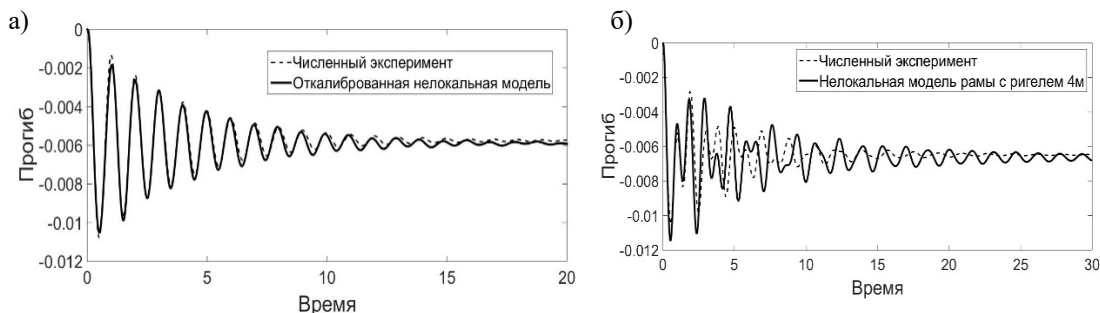 а)
0
-0.002
-0.004
-0.006
-0.008
-0.01
-0.012
Прогиб
Численный эксперимент
Откалиброванная нелокальная модель
0 5 10 15 20
Время
б)
0
-0.002
-0.004
-0.006
-0.008
-0.01
-0.012
Прогиб
Численный эксперимент
Нелокальная модель рамы с ригелем 4м
0 5 10 15 20 25 30
Время